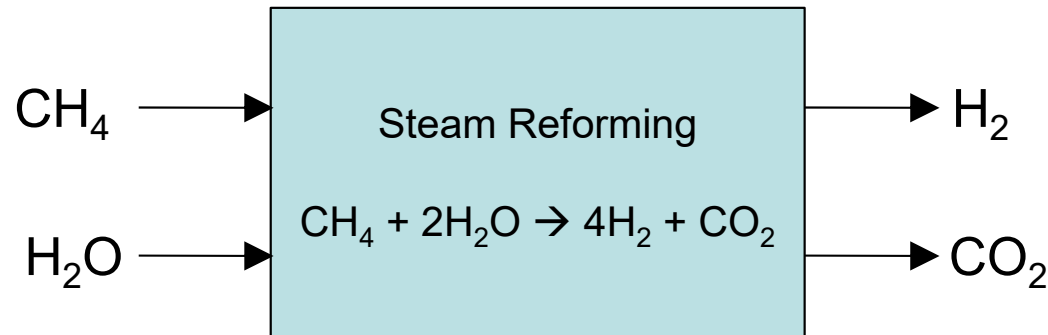 CH₄
H₂O
Steam Reforming
CH₄ + 2H₂O → 4H₂ + CO₂
H₂
CO₂